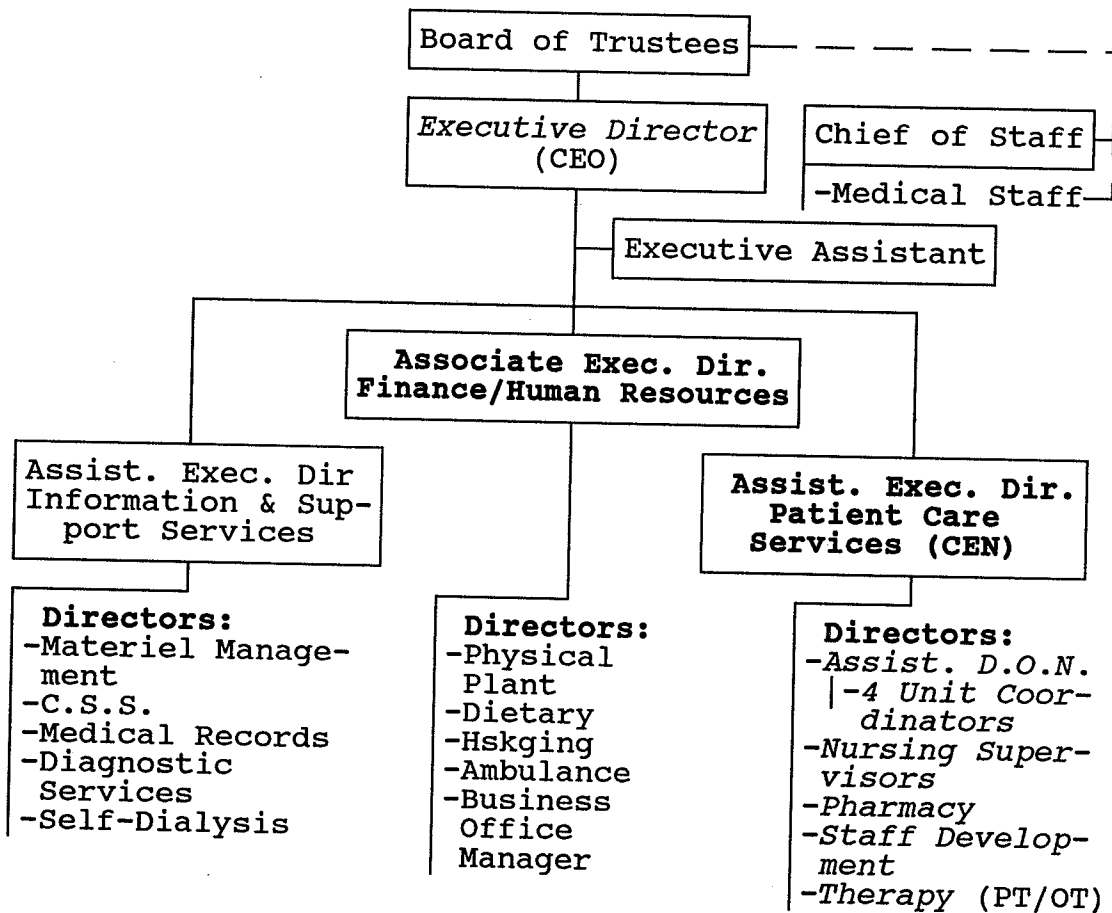 Board of Trustees
Executive Director
(CEO)
Chief of Staff
-Medical Staff
Executive Assistant
Associate Exec. Dir.
Finance/Human Resources
Assist. Exec. Dir
Information & Sup-
port Services
Assist. Exec. Dir.
Patient Care
Services (CEN)
Directors:
-Materiel Manage-
ment
-C.S.S.
-Medical Records
-Diagnostic
Services
-Self-Dialysis
Directors:
-Physical
Plant
-Dietary
-Hskging
-Ambulance
-Business
Office
Manager
Directors:
-Assist. D.O.N.
|-4 Unit Coor-
dinators
-Nursing Super-
visors
-Pharmacy
-Staff Develop-
ment
-Therapy (PT/OT)